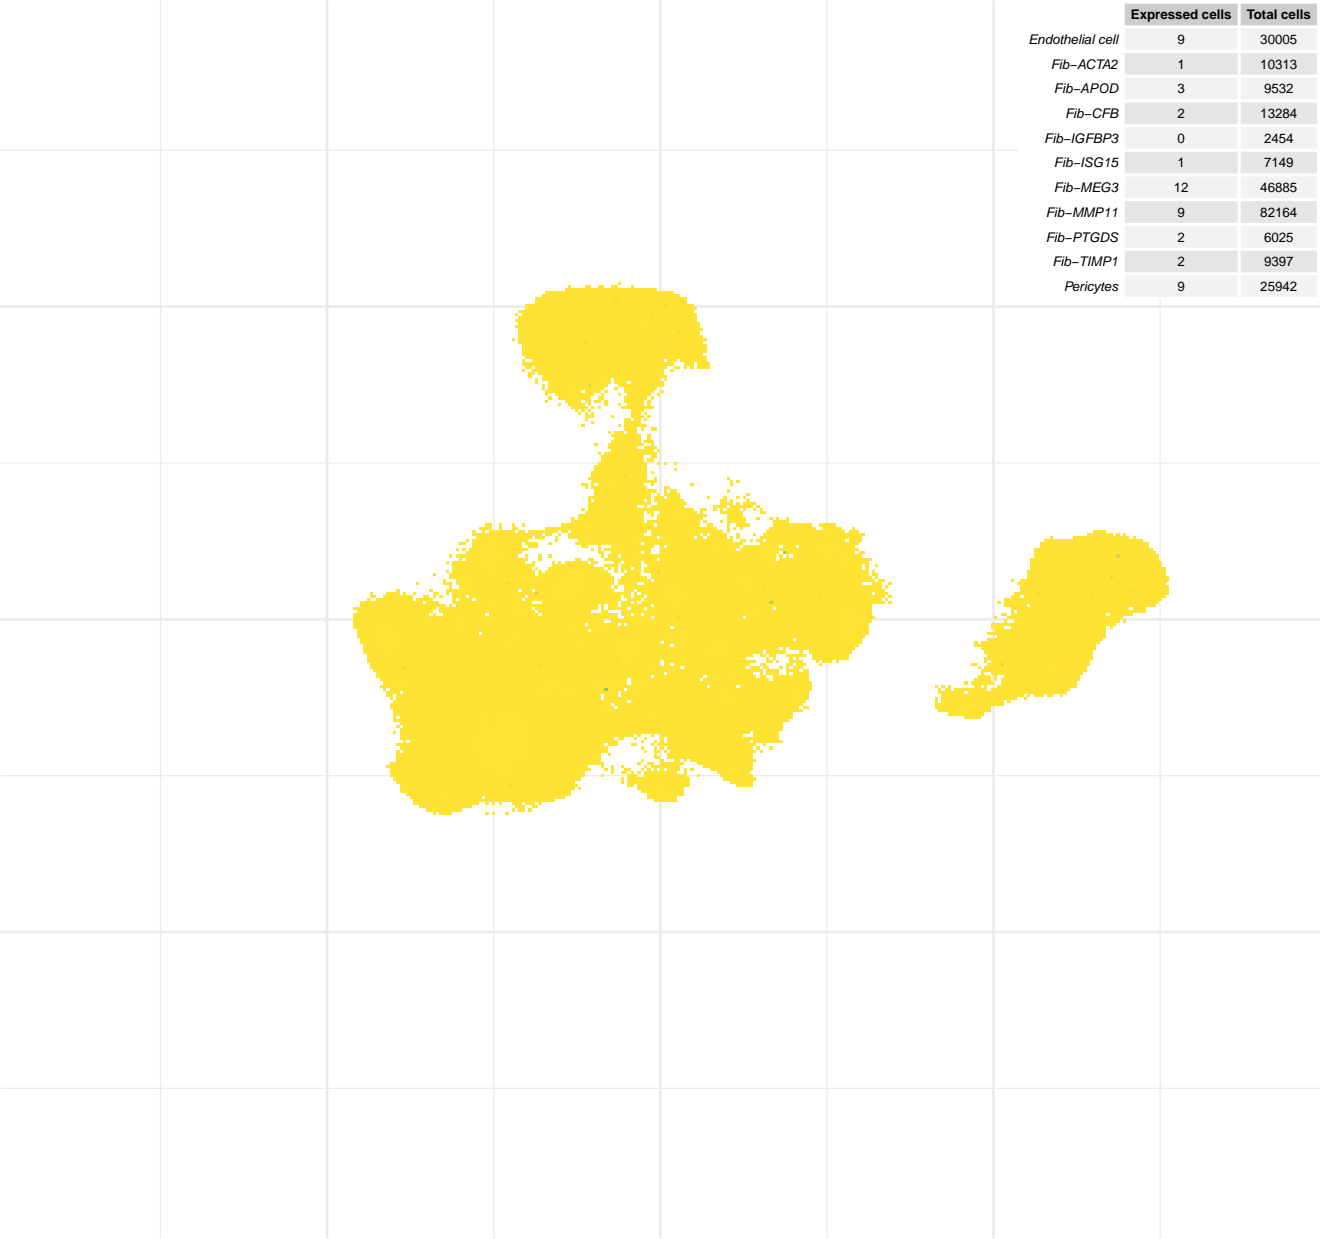 Expressed cells Total cells
Endothelial cell 9 30005
Fib−ACTA2 1 10313
Fib−APOD 3 9532
Fib−CFB 2 13284
Fib−IGFBP3 0 2454
Fib−ISG15 1 7149
Fib−MEG3 12 46885
Fib−MMP11 9 82164
Fib−PTGDS 2 6025
Fib−TIMP1 2 9397
Pericytes 9 25942